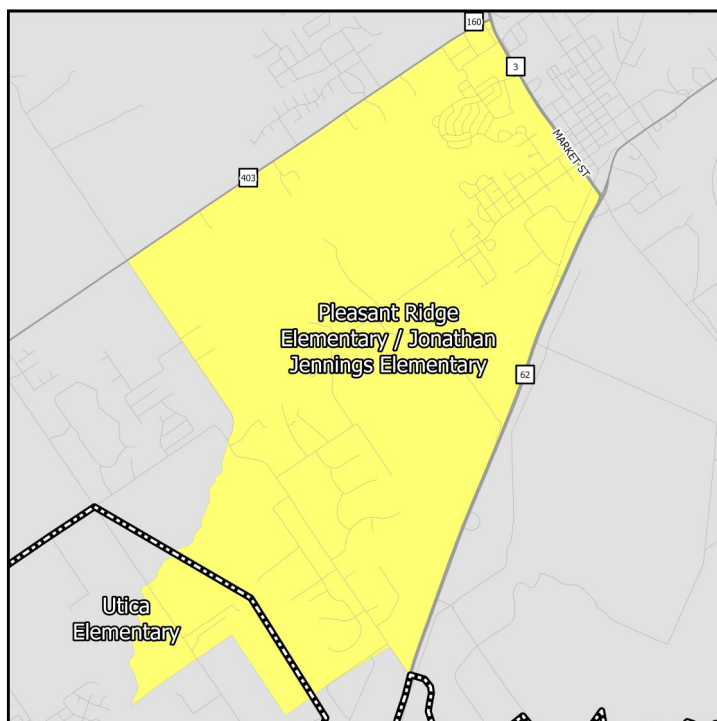 160
3
MARKET ST
403
Pleasant Ridge
Elementary / Jonathan
Jennings Elementary
62
Utica
Elementary